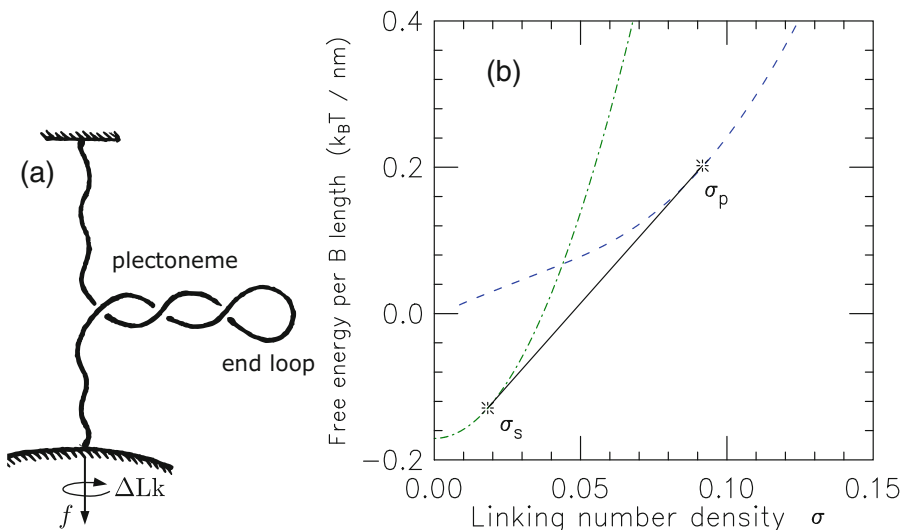 (a)
plectoneme
end loop
ΔLk
f
(b)
Free energy per B length (k_BT / nm)
0.4
0.2
0.0
−0.2
σ_p
σ_s
0.00
0.05
0.10
0.15
Linking number density σ